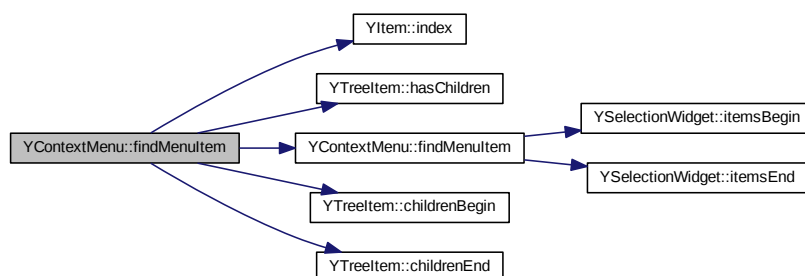 YItem::index
YTreeItem::hasChildren
YSelectionWidget::itemsBegin
YContextMenu::findMenuItem
YContextMenu::findMenuItem
YSelectionWidget::itemsEnd
YTreeItem::childrenBegin
YTreeItem::childrenEnd